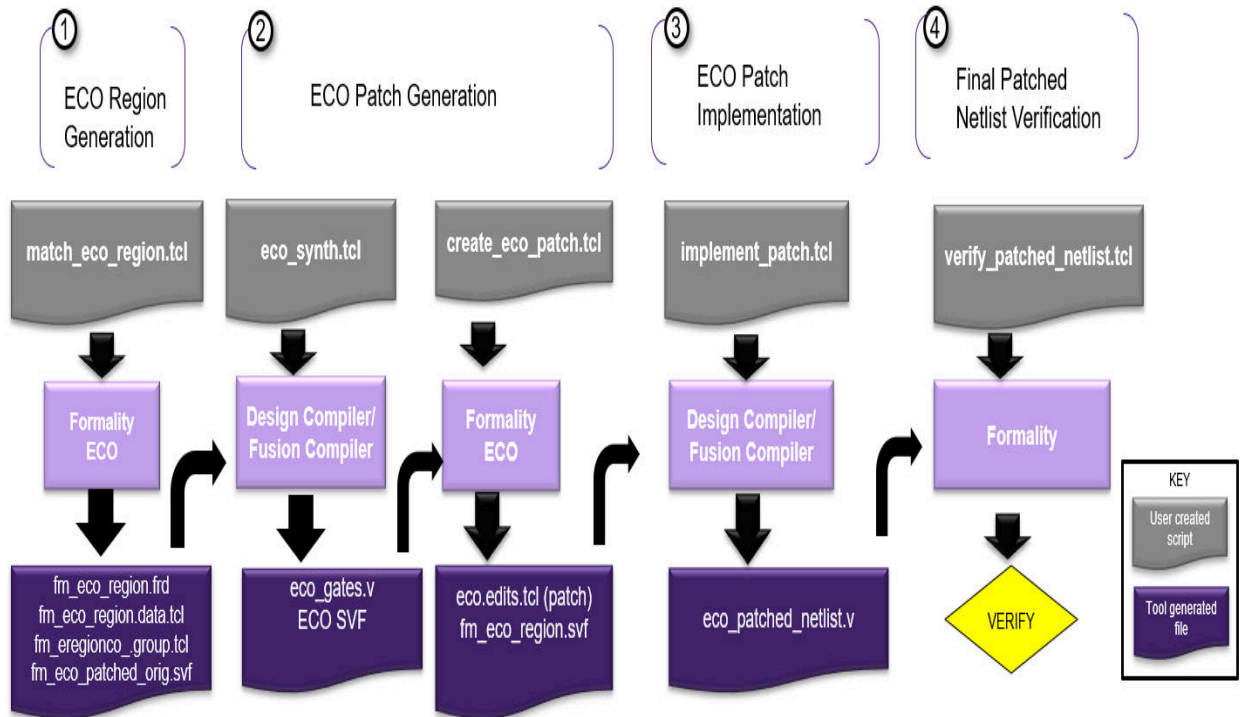 1
ECO Region
Generation
2
ECO Patch Generation
3
ECO Patch
Implementation
4
Final Patched
Netlist Verification
match_eco_region.tcl
eco_synth.tcl
create_eco_patch.tcl
implement_patch.tcl
verify_patched_netlist.tcl
Formality
ECO
Design Compiler/
Fusion Compiler
Formality
ECO
Design Compiler/
Fusion Compiler
Formality
fm_eco_region.frd
fm_eco_region.data.tcl
fm_eregionco_.group.tcl
fm_eco_patched_orig.svf
eco_gates.v
ECO SVF
eco.edits.tcl (patch)
fm_eco_region.svf
eco_patched_netlist.v
VERIFY
KEY
User created
script
Tool generated
file